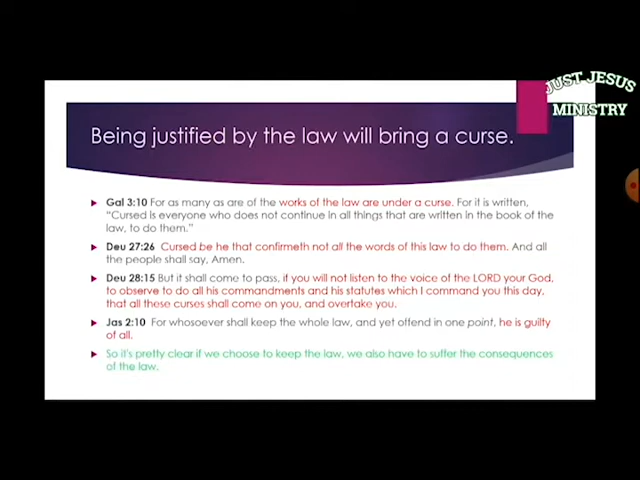 JUST JESUS
MINISTRY
Being justified by the law will bring a curse.
Gal 3:10 For as many as are of the works of the law are under a curse. For it is written,
“Cursed is everyone who does not continue in all things that are written in the book of the
law, to do them.”
Deu 27:26 Cursed be he that confirmeth not all the words of this law to do them. And all
the people shall say, Amen.
Deu 28:15 But it shall come to pass, if you will not listen to the voice of the LORD your God,
to observe to do all his commandments and his statutes which I command you this day,
that all these curses shall come on you, and overtake you.
Jas 2:10 For whosoever shall keep the whole law, and yet offend in one point, he is guilty
of all.
So it's pretty clear if we choose to keep the law, we also have to suffer the consequences
of the law.